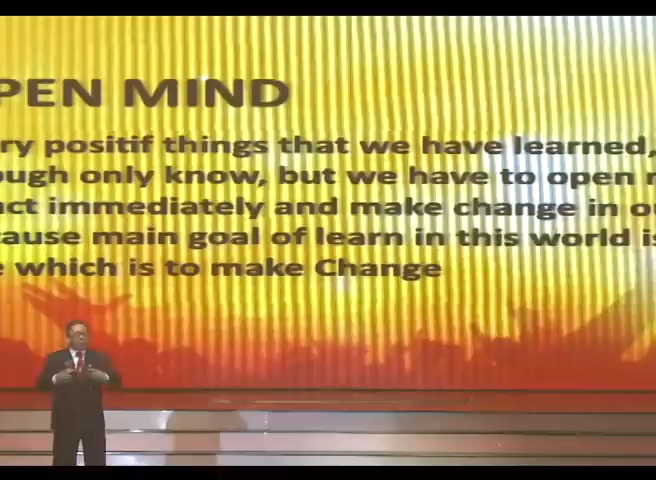 PEN MIND
ry positif things that we have learned,
ough only know, but we have to open
act immediately and make change in
cause main goal of learn in this world is
e which is to make Change